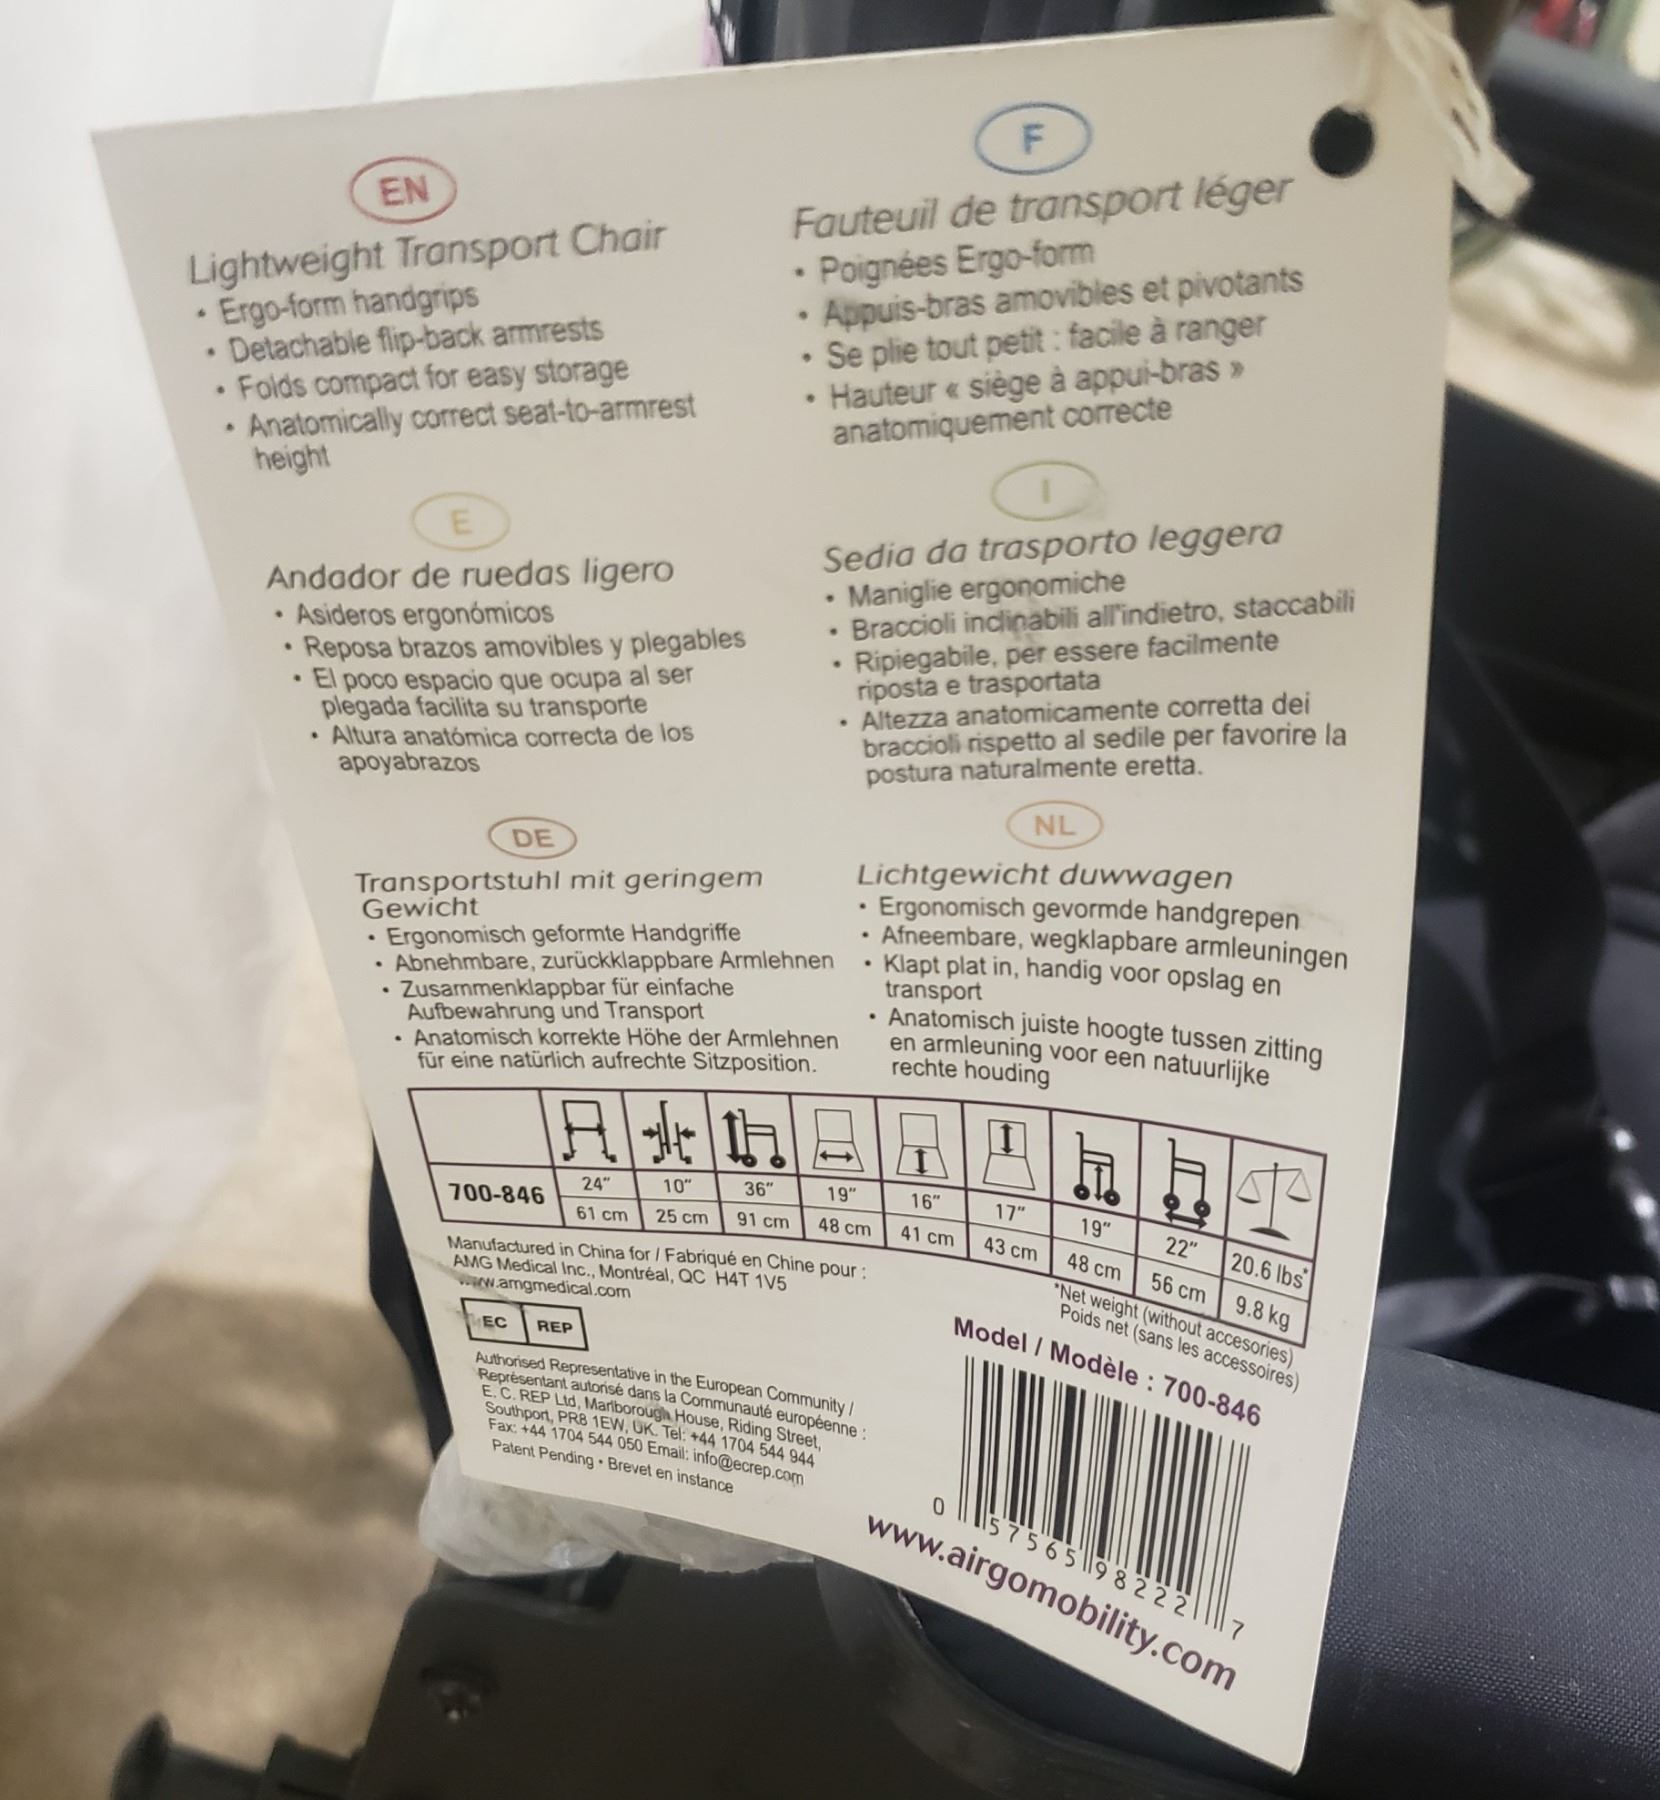 EN
Lightweight Transport Chair
• Ergo-form handgrips
• Detachable flip-back armrests
• Folds compact for easy storage
• Anatomically correct seat-to-armrest
height
F
Fauteuil de transport léger
• Poignées Ergo-form
• Appuis-bras amovibles et pivotants
• Se plie tout petit : facile à ranger
• Hauteur « siège à appui-bras »
anatomiquement correcte
E
Andador de ruedas ligero
• Asideros ergonómicos
• Reposa brazos amovibles y plegables
• El poco espacio que ocupa al ser
plegada facilita su transporte
• Altura anatómica correcta de los
apoyabrazos
I
Sedia da trasporto leggera
• Maniglie ergonomiche
• Braccioli inclinabili all'indietro, staccabili
• Ripiegabile, per essere facilmente
riposta e trasportata
• Altezza anatomicamente corretta dei
braccioli rispetto al sedile per favorire la
postura naturalmente eretta.
DE
Transportstuhl mit geringem
Gewicht
• Ergonomisch geformte Handgriffe
• Abnehmbare, zurückklappbare Armlehnen
• Zusammenklappbar für einfache
Aufbewahrung und Transport
• Anatomisch korrekte Höhe der Armlehnen
für eine natürlich aufrechte Sitzposition.
NL
Lichtgewicht duwwagen
• Ergonomisch gevormde handgrepen
• Afneembare, wegklapbare armleuningen
• Klapt plat in, handig voor opslag en
transport
• Anatomisch juiste hoogte tussen zitting
en armleuning voor een natuurlijke
rechte houding
700-846
24" 10" 36" 19" 16" 17" 19" 22" 20.6 lbs*
61 cm 25 cm 91 cm 48 cm 41 cm 43 cm 48 cm 56 cm 9.8 kg
*Net weight (without accesories)
Poids net (sans les accessoires)
Manufactured in China for / Fabriqué en Chine pour :
AMG Medical Inc., Montréal, QC H4T 1V5
www.amgmedical.com
EC REP
Authorised Representative in the European Community /
Représentant autorisé dans la Communauté européenne :
E. C. REP Ltd, Marlborough House, Riding Street,
Southport, PR8 1EW, UK. Tel: +44 1704 544 944
Fax: +44 1704 544 050 Email: info@ecrep.com
Patent Pending • Brevet en instance
Model / Modèle : 700-846
0 57565 98222 7
www.airgomobility.com